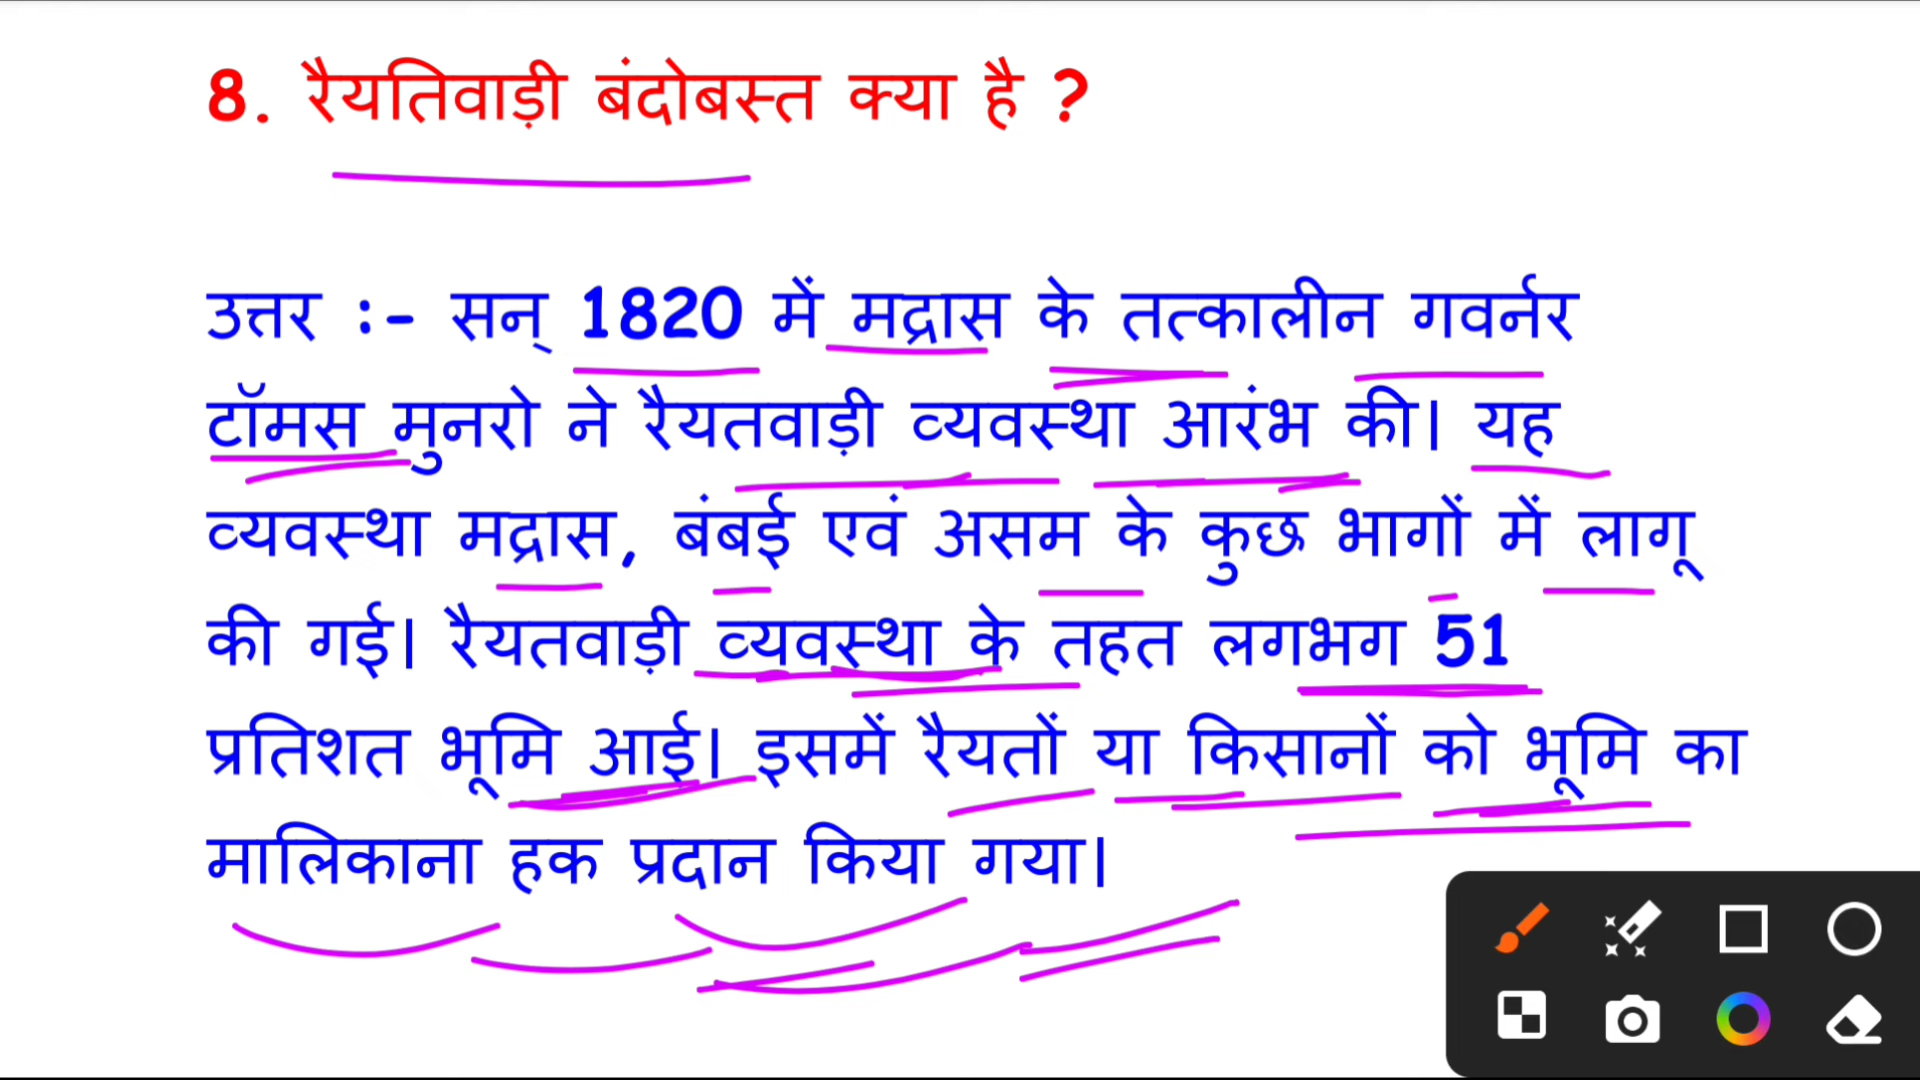 8. रैयतिवाड़ी बंदोबस्त क्या है ?
उत्तर :- सन् 1820 में मद्रास के तत्कालीन गवर्नर
टॉमस मुनरो ने रैयतवाड़ी व्यवस्था आरंभ की। यह
व्यवस्था मद्रास, बंबई एवं असम के कुछ भागों में लागू
की गई। रैयतवाड़ी व्यवस्था के तहत लगभग 51
प्रतिशत भूमि आई। इसमें रैयतों या किसानों को भूमि का
मालिकाना हक प्रदान किया गया।